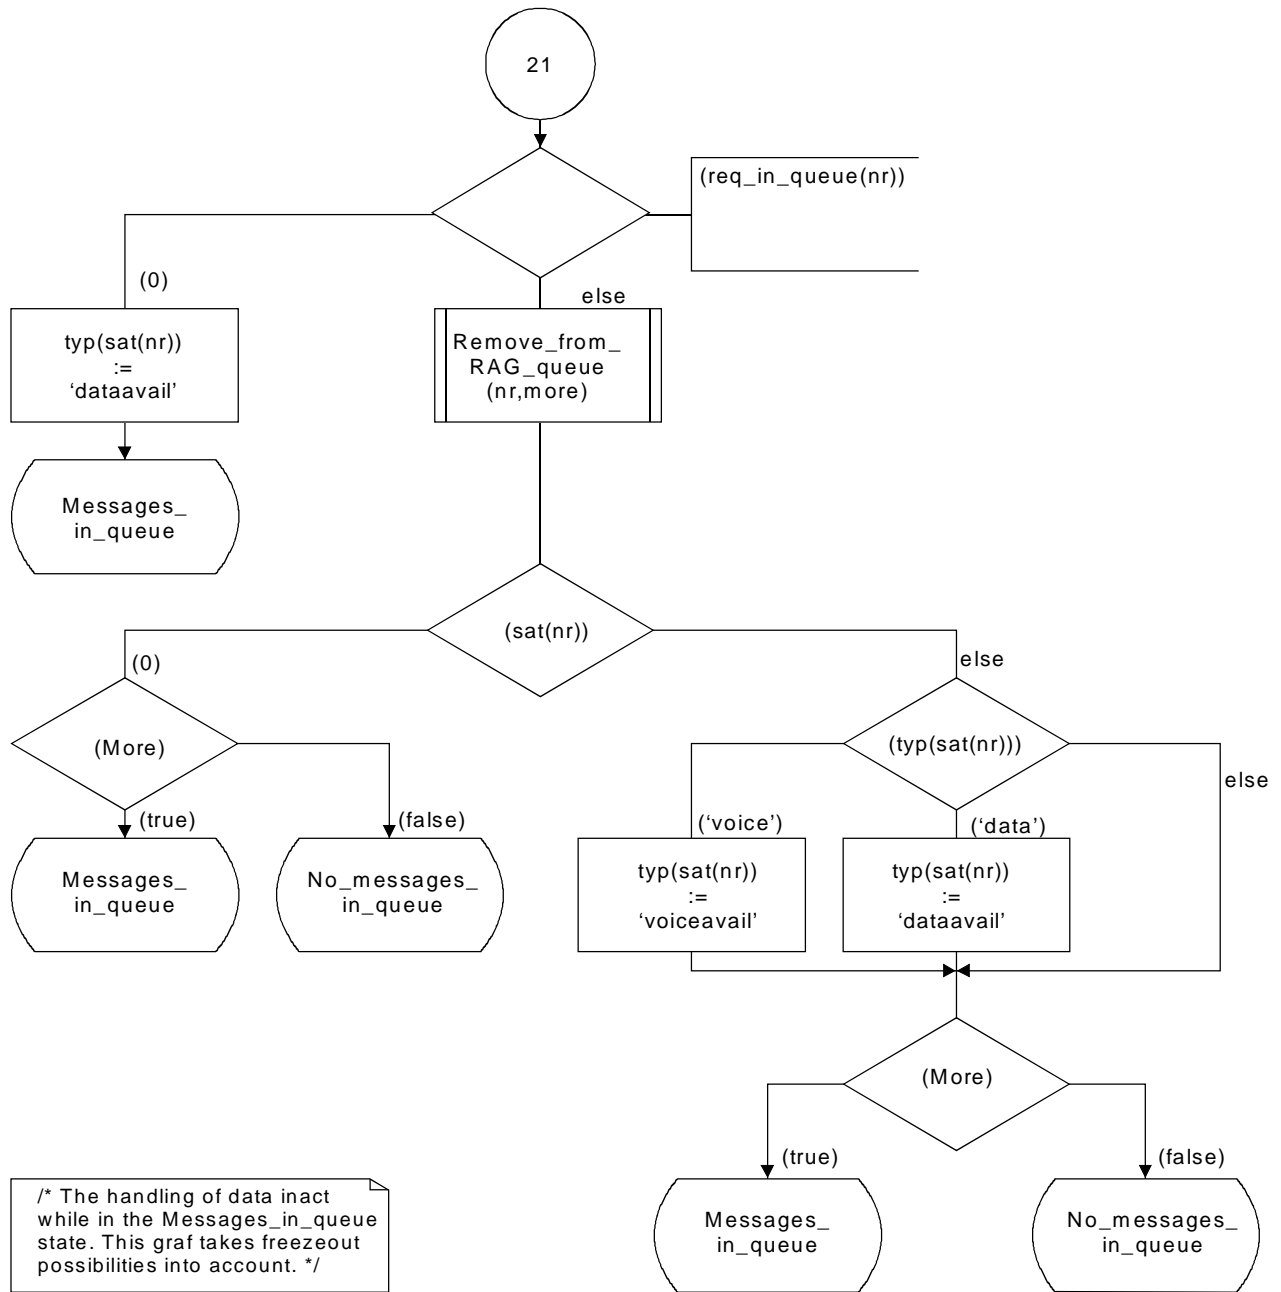 21
(req_in_queue(nr))
(0)
else
typ(sat(nr))
:=
‘dataavail’
Remove_from_
RAG_queue
(nr,more)
Messages_
in_queue
(sat(nr))
(0)
else
(More)
(typ(sat(nr)))
else
(true)
(false)
(‘voice’)
(‘data’)
Messages_
in_queue
No_messages_
in_queue
typ(sat(nr))
:=
‘voiceavail’
typ(sat(nr))
:=
‘dataavail’
(More)
(true)
(false)
Messages_
in_queue
No_messages_
in_queue
/* The handling of data inact
while in the Messages_in_queue
state. This graf takes freezeout
possibilities into account. */